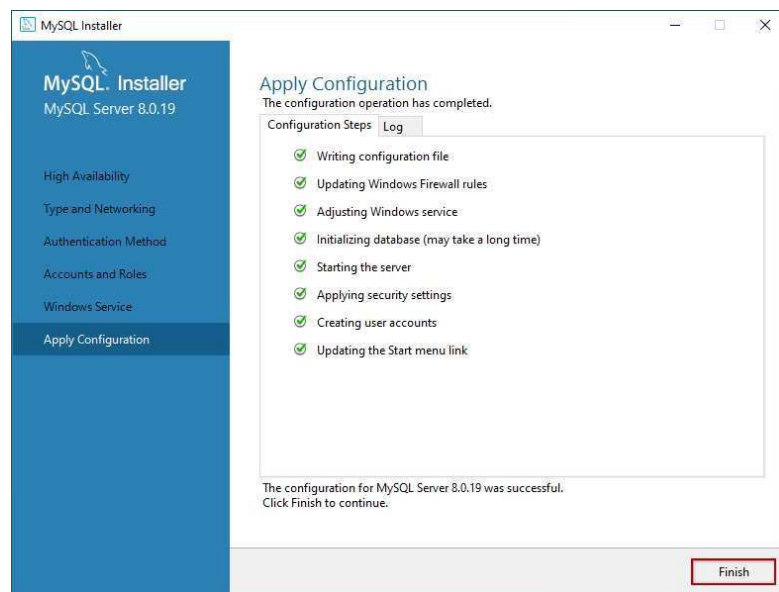 MySQL Installer
MySQL. Installer
MySQL Server 8.0.19
High Availability
Type and Networking
Authentication Method
Accounts and Roles
Windows Service
Apply Configuration
Apply Configuration
The configuration operation has completed.
Configuration Steps Log
Writing configuration file
Updating Windows Firewall rules
Adjusting Windows service
Initializing database (may take a long time)
Starting the server
Applying security settings
Creating user accounts
Updating the Start menu link
The configuration for MySQL Server 8.0.19 was successful.
Click Finish to continue.
Finish